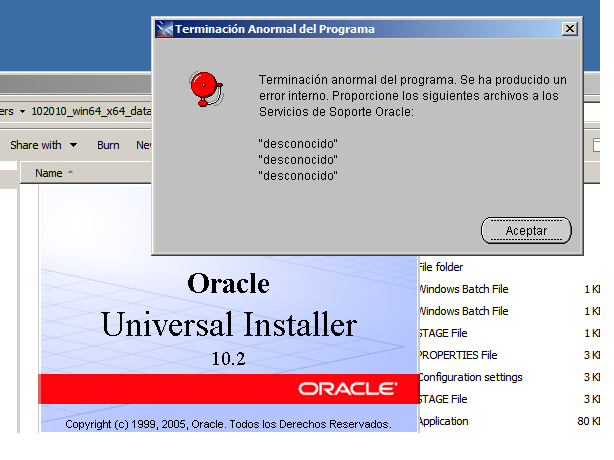 Terminación Anormal del Programa
Terminación anormal del programa. Se ha producido un
error interno. Proporcione los siguientes archivos a los
Servicios de Soporte Oracle:
"desconocido"
"desconocido"
"desconocido"
Aceptar
ers 102010_win64_x64_data
Share with Burn New
Name
Oracle
Universal Installer
10.2
ORACLE
Copyright (c) 1999, 2005, Oracle. Todos los Derechos Reservados.
File folder
Windows Batch File 1 K
Windows Batch File 1 K
STAGE File 1 K
PROPERTIES File 3 K
Configuration settings 3 K
STAGE File 3 K
Application 80 K